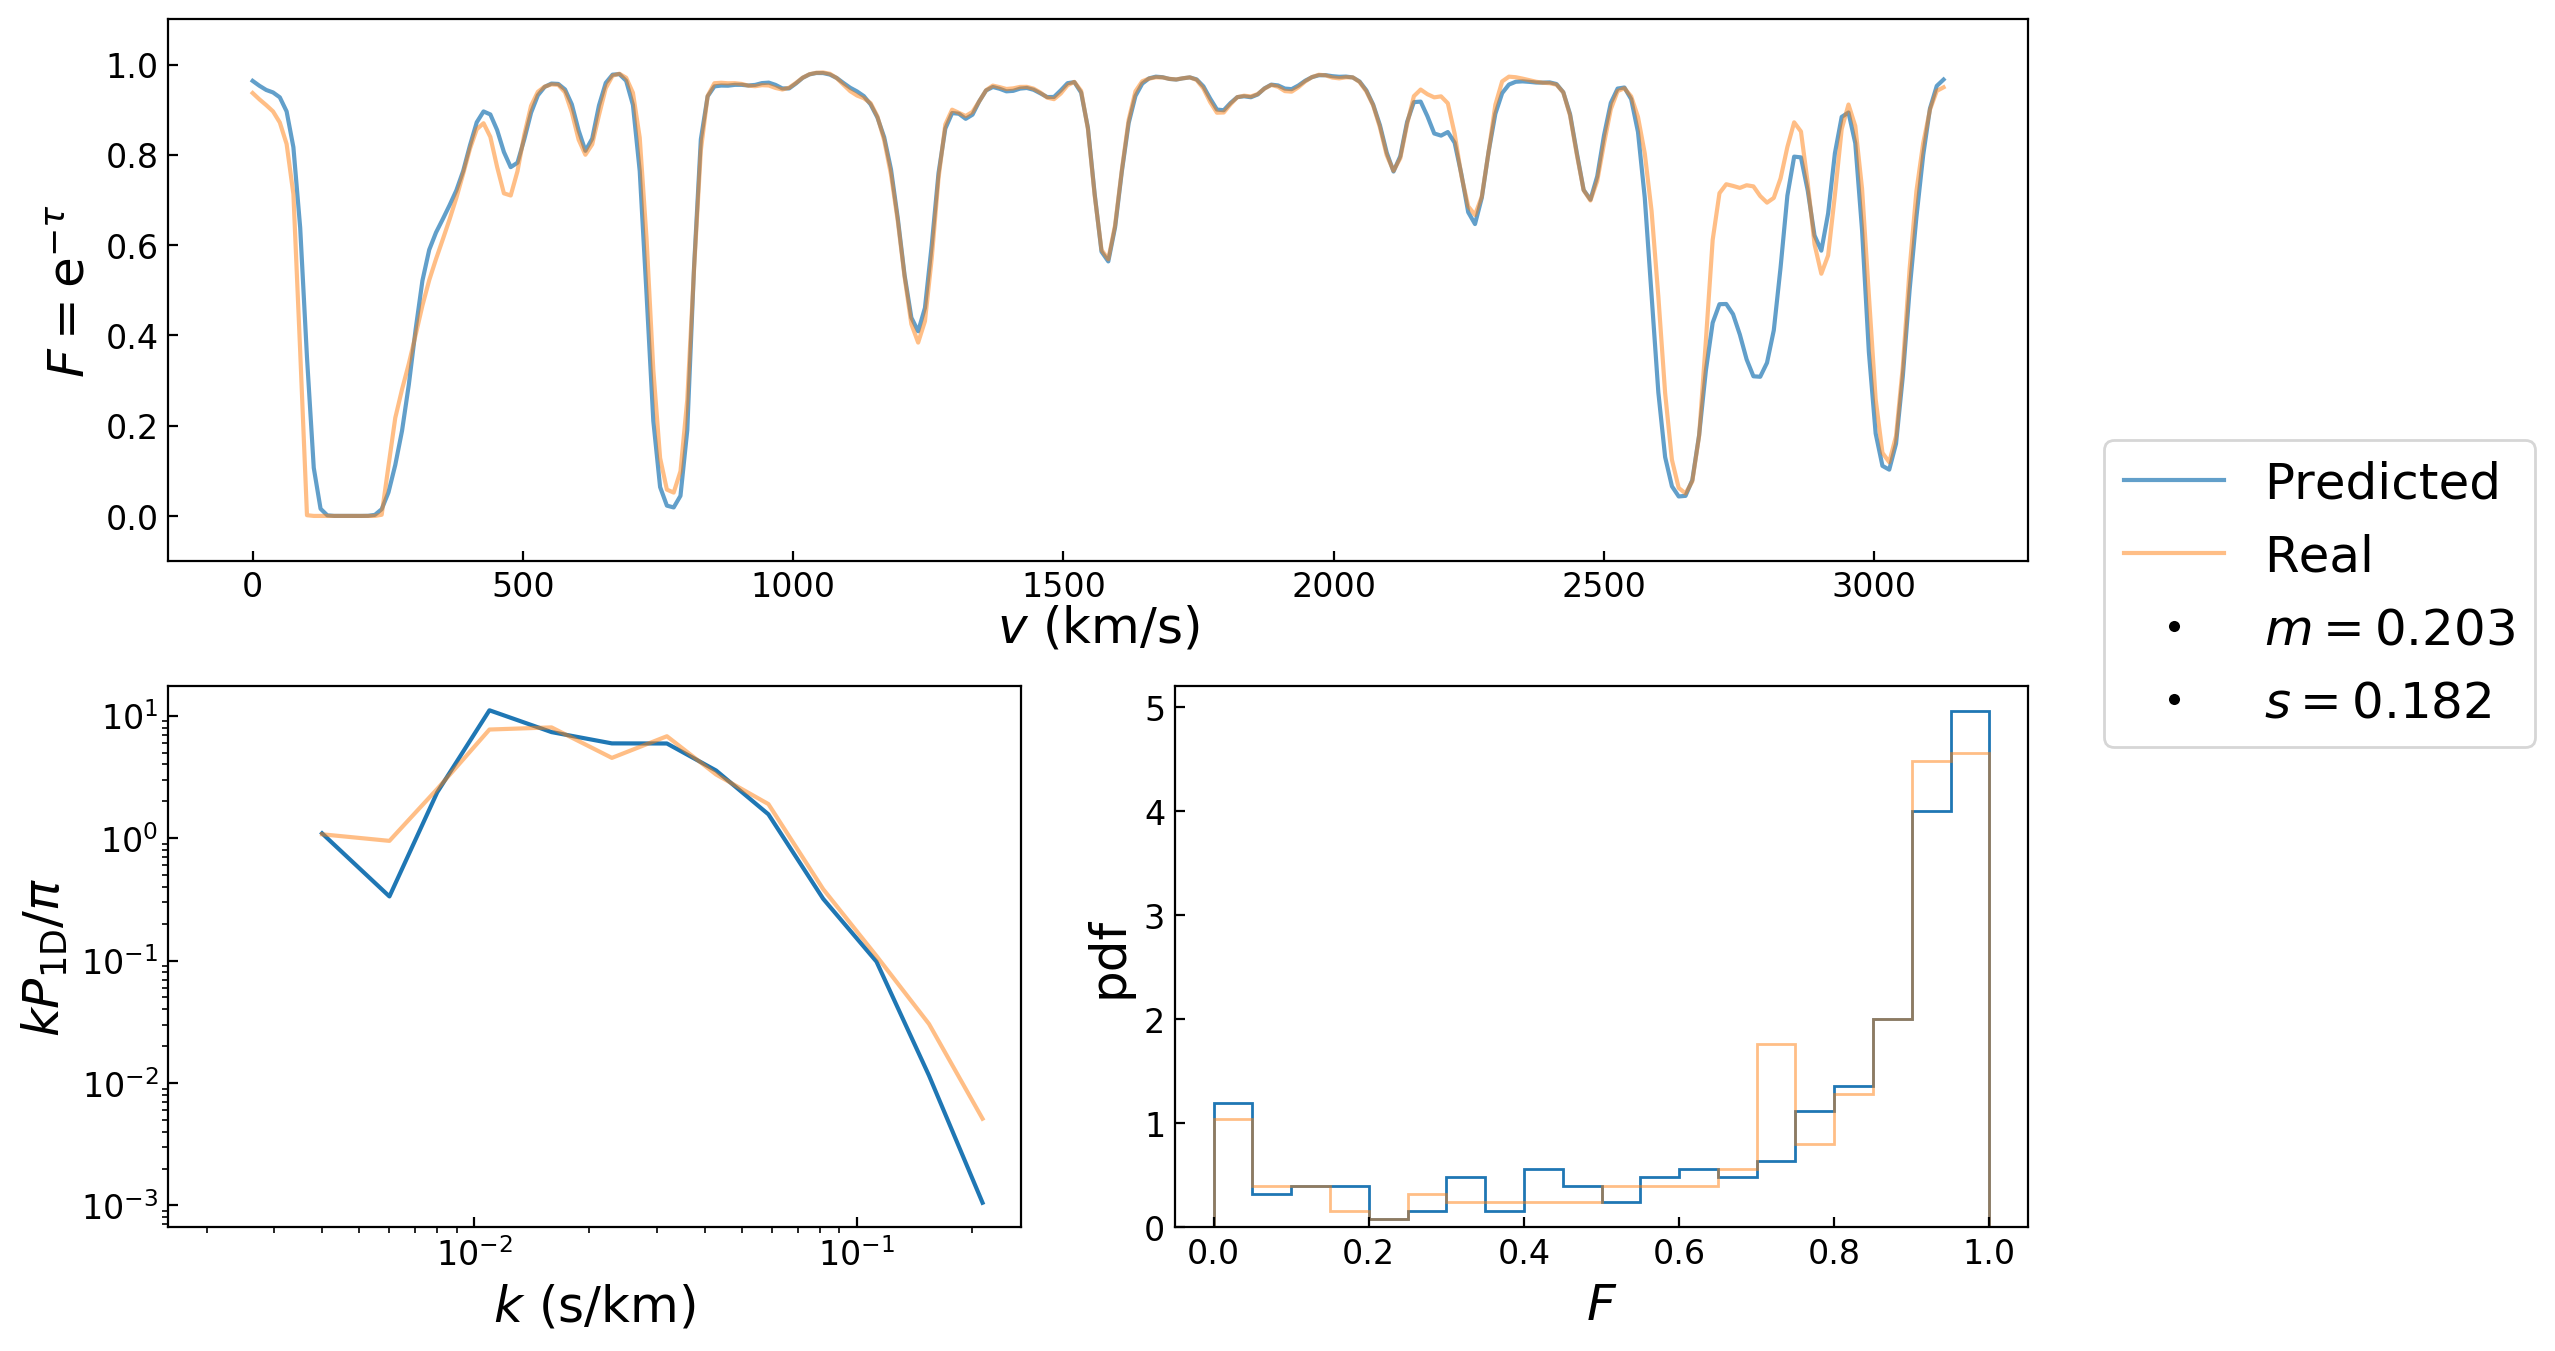 F = e^{−τ}
1.0
0.8
0.6
0.4
0.2
0.0
0 500 1000 1500 2000 2500 3000
v (km/s)
Predicted
Real
m = 0.203
s = 0.182
kP_{1D}/π
10^1
10^0
10^{−1}
10^{−2}
10^{−3}
10^{−2} 10^{−1}
k (s/km)
pdf
5
4
3
2
1
0
0.0 0.2 0.4 0.6 0.8 1.0
F